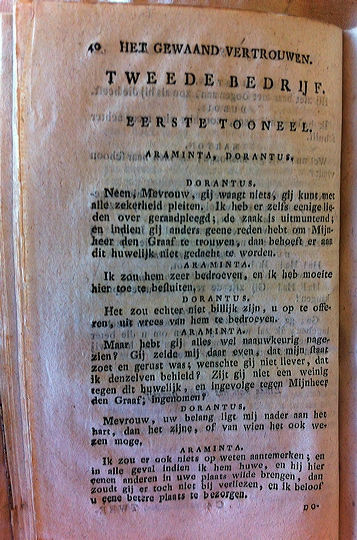 40 HET GEWAAND VERTROUWEN.
TWEEDE BEDRIJF.
EERSTE TOONEEL.
ARAMINTA, DORANTUS,
DORANTUS.
Neen, Mevrouw, gij waagt niets, gij kunt met
alle zekerheid pleiten. Ik heb er zelfs eenige lie-
den over geraadpleegd; de zaak is uitmuntend;
en indien gij anders geene reden hebt om Mijn-
heer den Graaf te trouwen, dan behoeft er aan
dit huwelijk niet gedacht te worden.
ARAMINTA.
Ik zou hem zeer bedroeven, en ik heb moeite
hier toe te besluiten.
DORANTUS.
Het zou echter niet billijk zijn, u op te offe-
ren, uit vrees van hem te bedroeven.
ARAMINTA.
Maar hebt gij alles wel naauwkeurig nage-
zien? Gij zeide mij daar even, dat mijn staat
zoet en gerust was; wenschte gij niet liever, dat
ik denzelven behield? Zijt gij niet een weinig
tegen dit huwelijk, en ingevolge tegen Mijnheer
den Graaf, ingenomen?
DORANTUS.
Mevrouw, uw belang ligt mij nader aan het
hart, dan het zijne, of van wien het ook we-
zen moge.
ARAMINTA.
Ik zou er ook niets op weten aantemerken; en
in alle geval indien ik hem huwe, en hij hier
eenen anderen in uwe plaats wilde brengen, dan
zoudt gij er toch niet bij verliezen, en ik beloof
u eene betere plaats te bezorgen.
DO-